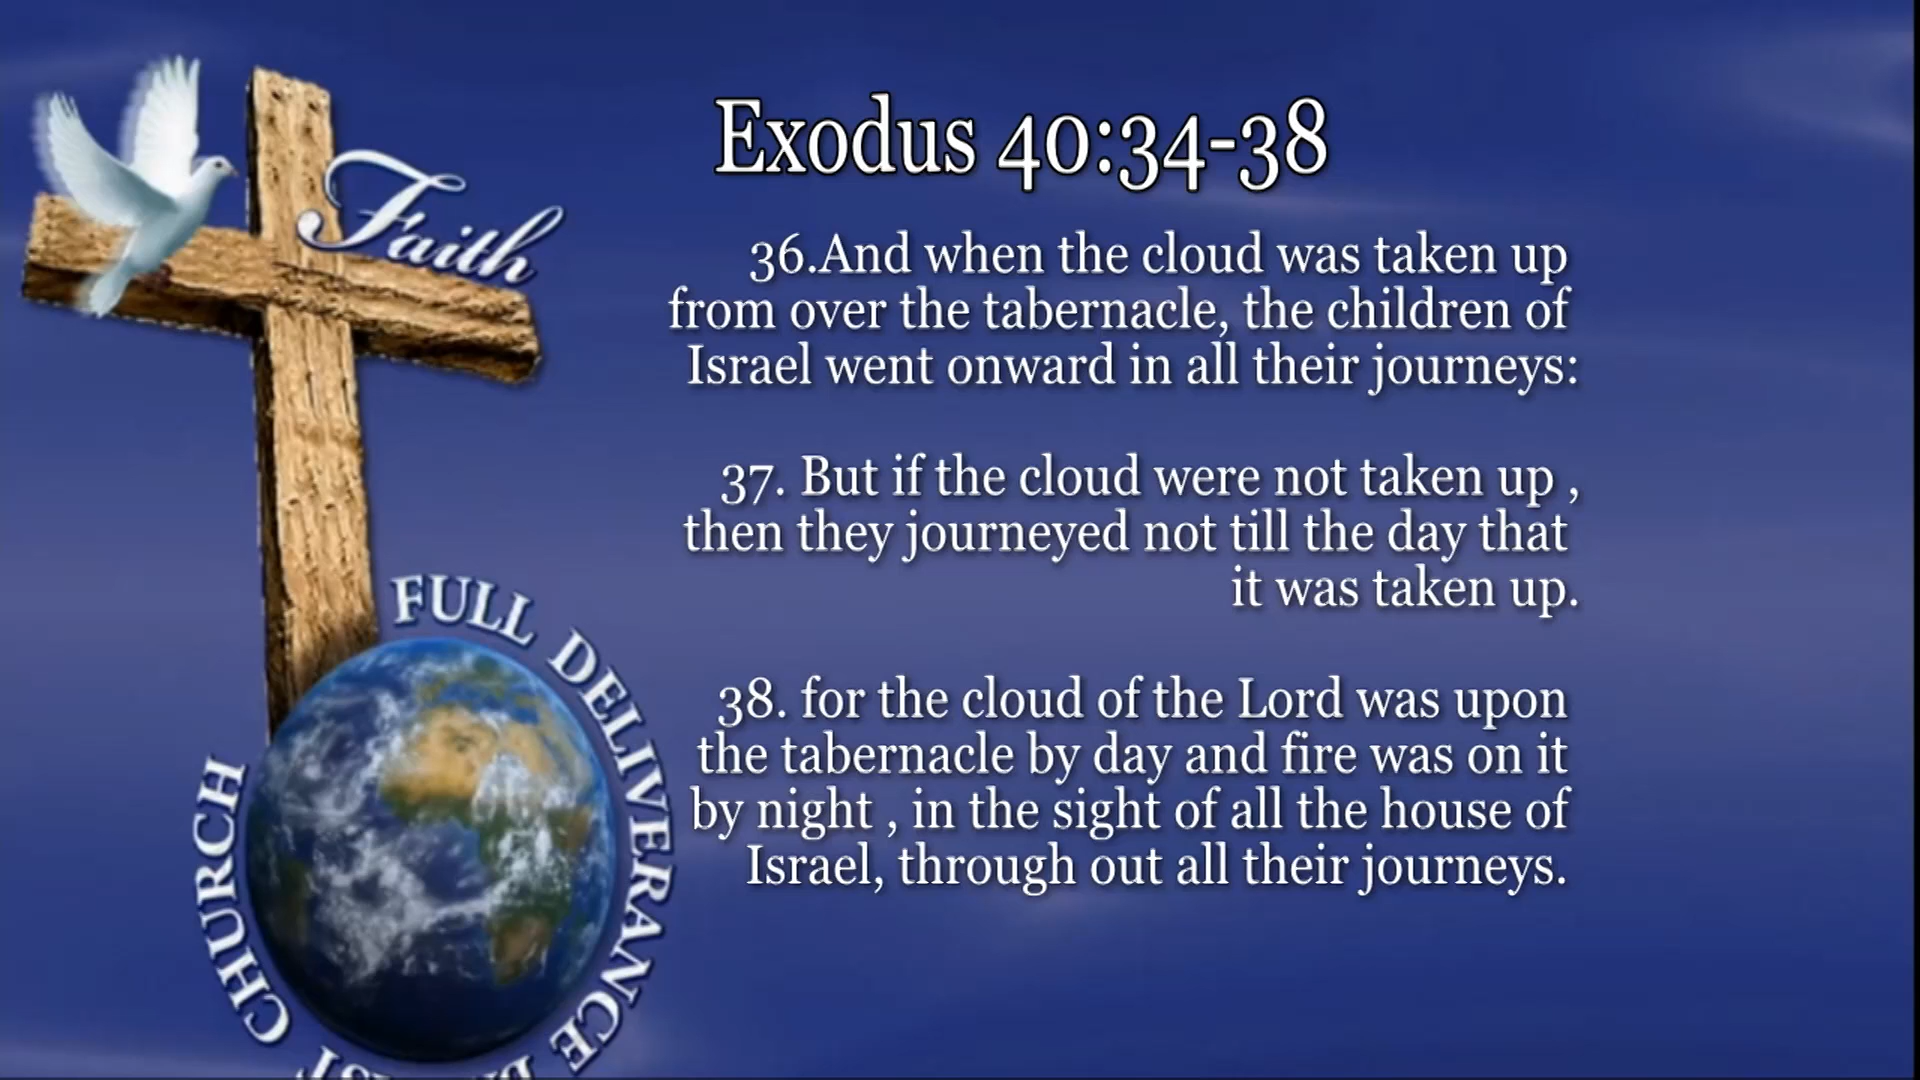 Faith
Exodus 40:34-38
36.And when the cloud was taken up
from over the tabernacle, the children of
Israel went onward in all their journeys:
37. But if the cloud were not taken up ,
then they journeyed not till the day that
it was taken up.
38. for the cloud of the Lord was upon
the tabernacle by day and fire was on it
by night , in the sight of all the house of
Israel, through out all their journeys.
FULL DELIVERANCE
CHURCH